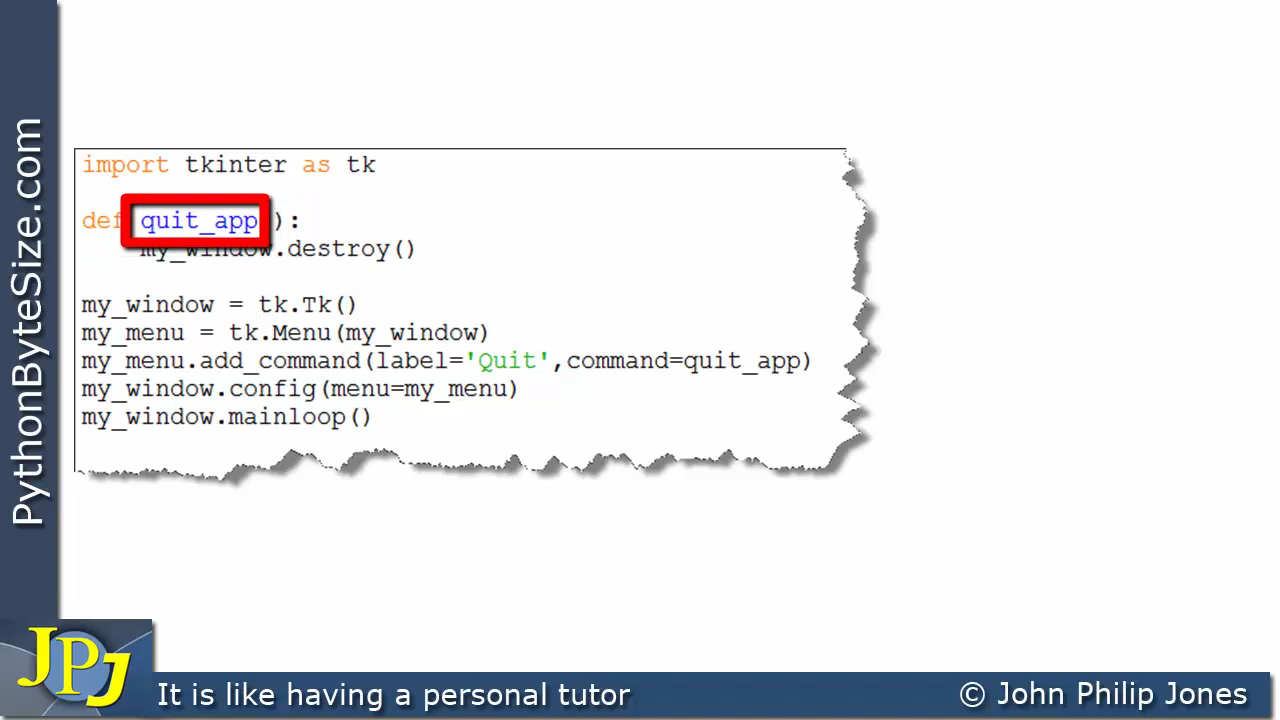 PythonByteSize.com
import tkinter as tk
def quit_app():
    my_window.destroy()
my_window = tk.Tk()
my_menu = tk.Menu(my_window)
my_menu.add_command(label='Quit',command=quit_app)
my_window.config(menu=my_menu)
my_window.mainloop()
JPJ
It is like having a personal tutor
© John Philip Jones